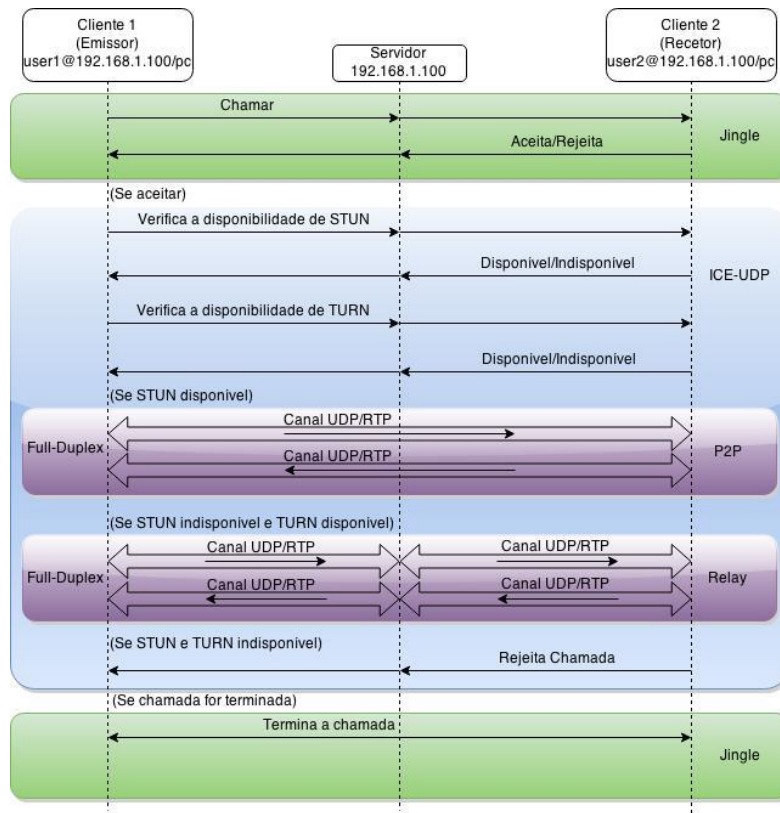 Cliente 1
(Emissor)
user1@192.168.1.100/pc
Servidor
192.168.1.100
Cliente 2
(Recetor)
user2@192.168.1.100/pc
Chamar
Aceita/Rejeita
Jingle
(Se aceitar)
Verifica a disponibilidade de STUN
Disponivel/Indisponivel
ICE-UDP
Verifica a disponibilidade de TURN
Disponivel/Indisponivel
(Se STUN disponivel)
Canal UDP/RTP
Full-Duplex
P2P
Canal UDP/RTP
(Se STUN indisponivel e TURN disponivel)
Canal UDP/RTP
Canal UDP/RTP
Full-Duplex
Relay
Canal UDP/RTP
Canal UDP/RTP
(Se STUN e TURN indisponivel)
Rejeita Chamada
(Se chamada for terminada)
Termina a chamada
Jingle